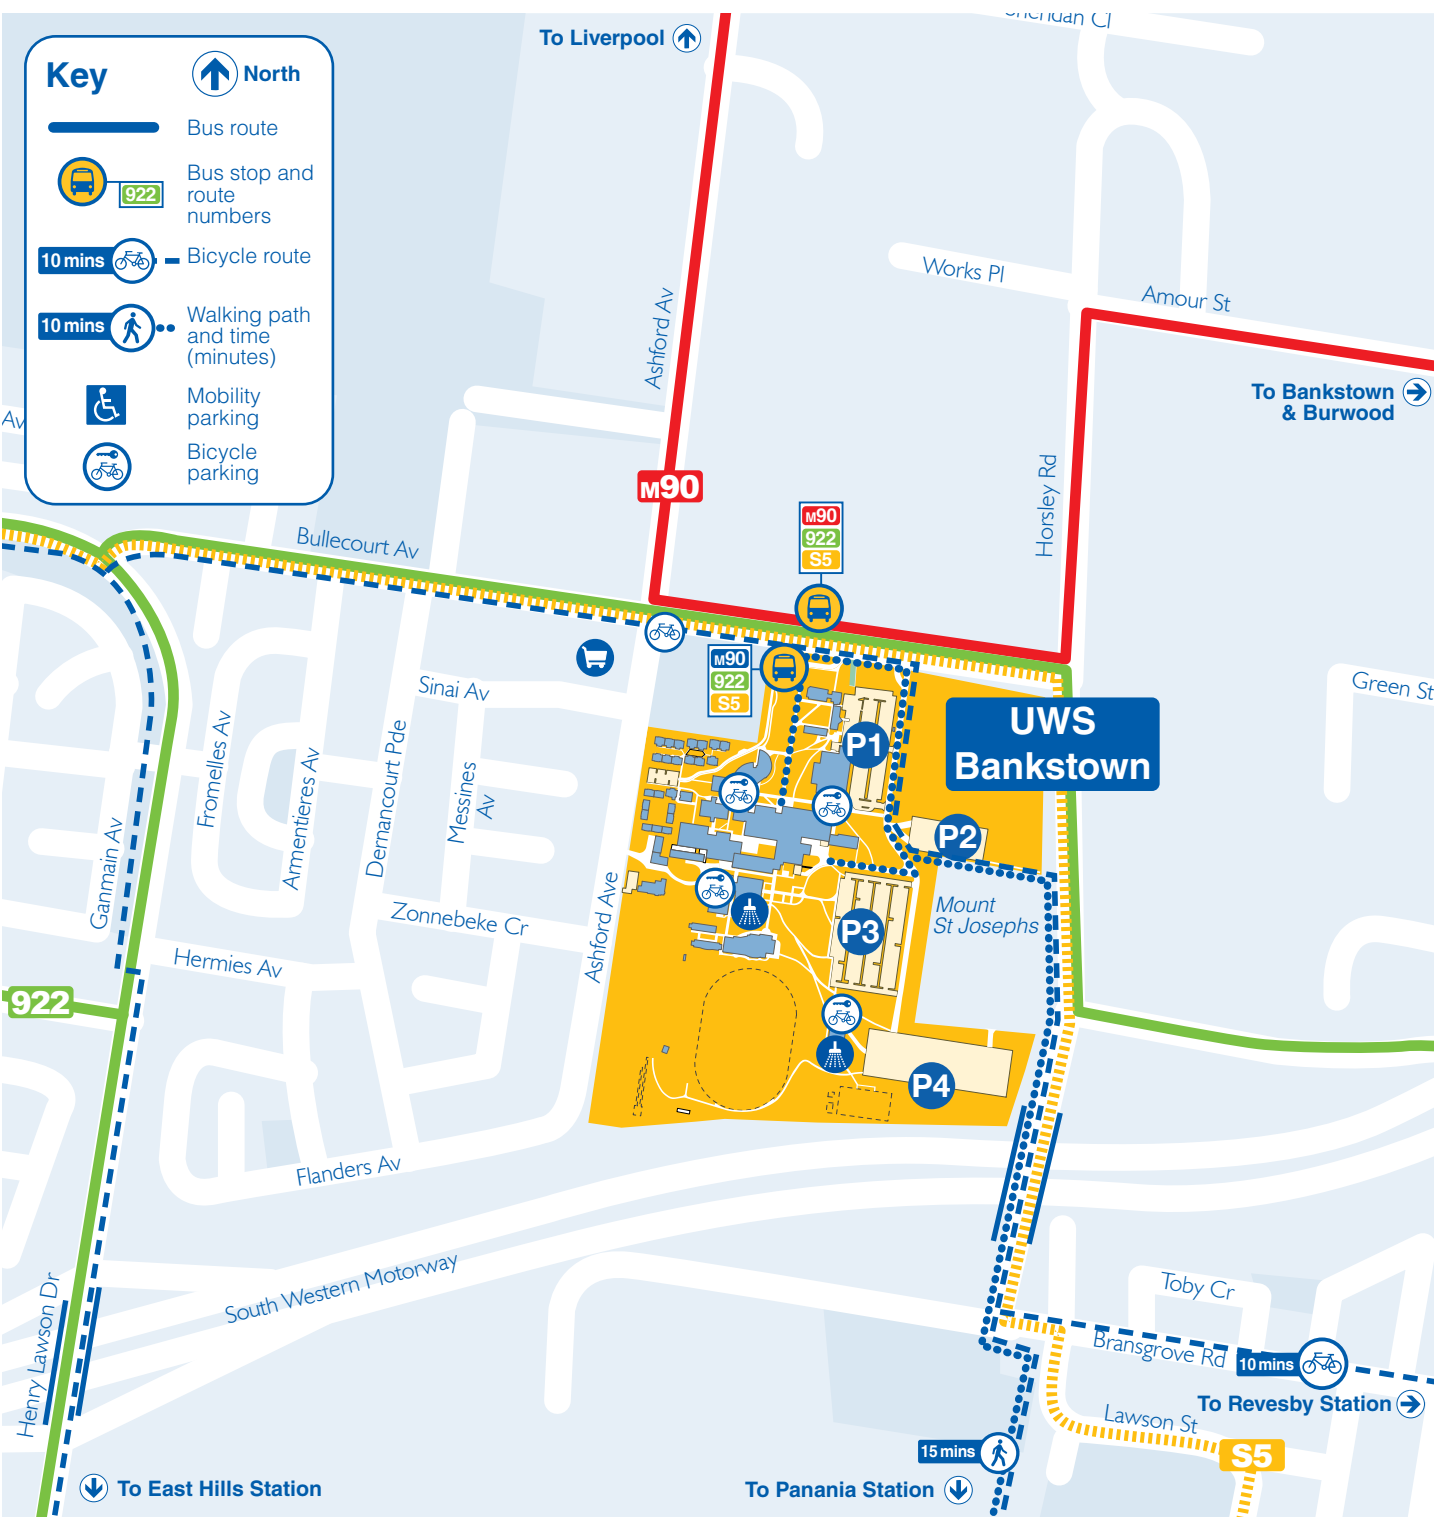 Sheridan Cl
To Liverpool
Key
North
Bus route
922
Bus stop and
route
numbers
10 mins
Bicycle route
10 mins
Walking path
and time
(minutes)
Mobility
parking
Bicycle
parking
Av
Works Pl
Amour St
Ashford Av
To Bankstown
& Burwood
M90
Horsley Rd
M90
922
S5
Bullecourt Av
M90
922
S5
Sinai Av
Green St
UWS
Bankstown
P1
Fromelles Av
Armentieres Av
Dernancourt Pde
Messines
Av
P2
Ganmain Av
Ashford Ave
Zonnebeke Cr
P3
Mount
St Josephs
Hermies Av
922
P4
Flanders Av
South Western Motorway
Henry Lawson Dr
Toby Cr
Bransgrove Rd
10 mins
To Revesby Station
Lawson St
15 mins
S5
To East Hills Station
To Panania Station